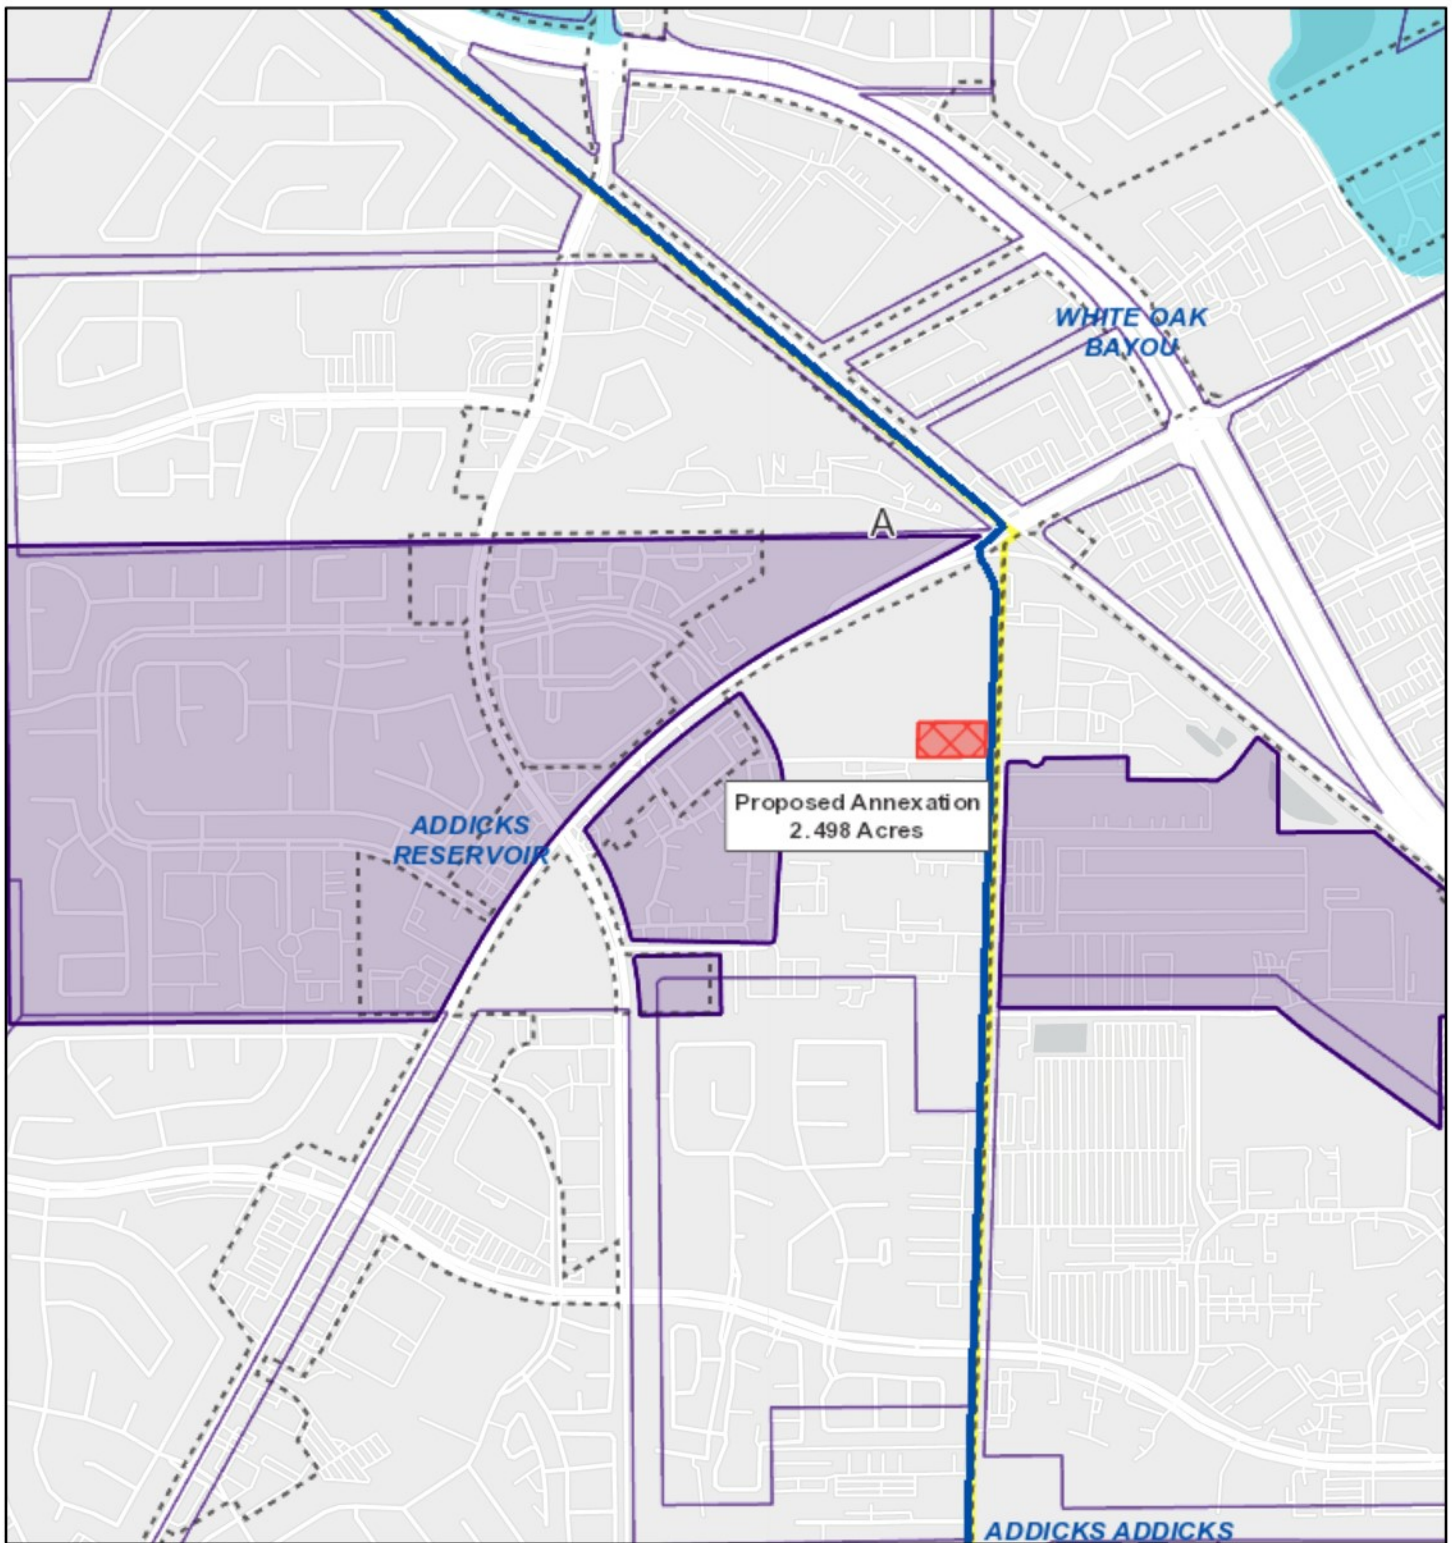 WHITE OAK
BAYOU
A
Proposed Annexation
2.498 Acres
ADDICKS
RESERVOIR
ADDICKS ADDICKS